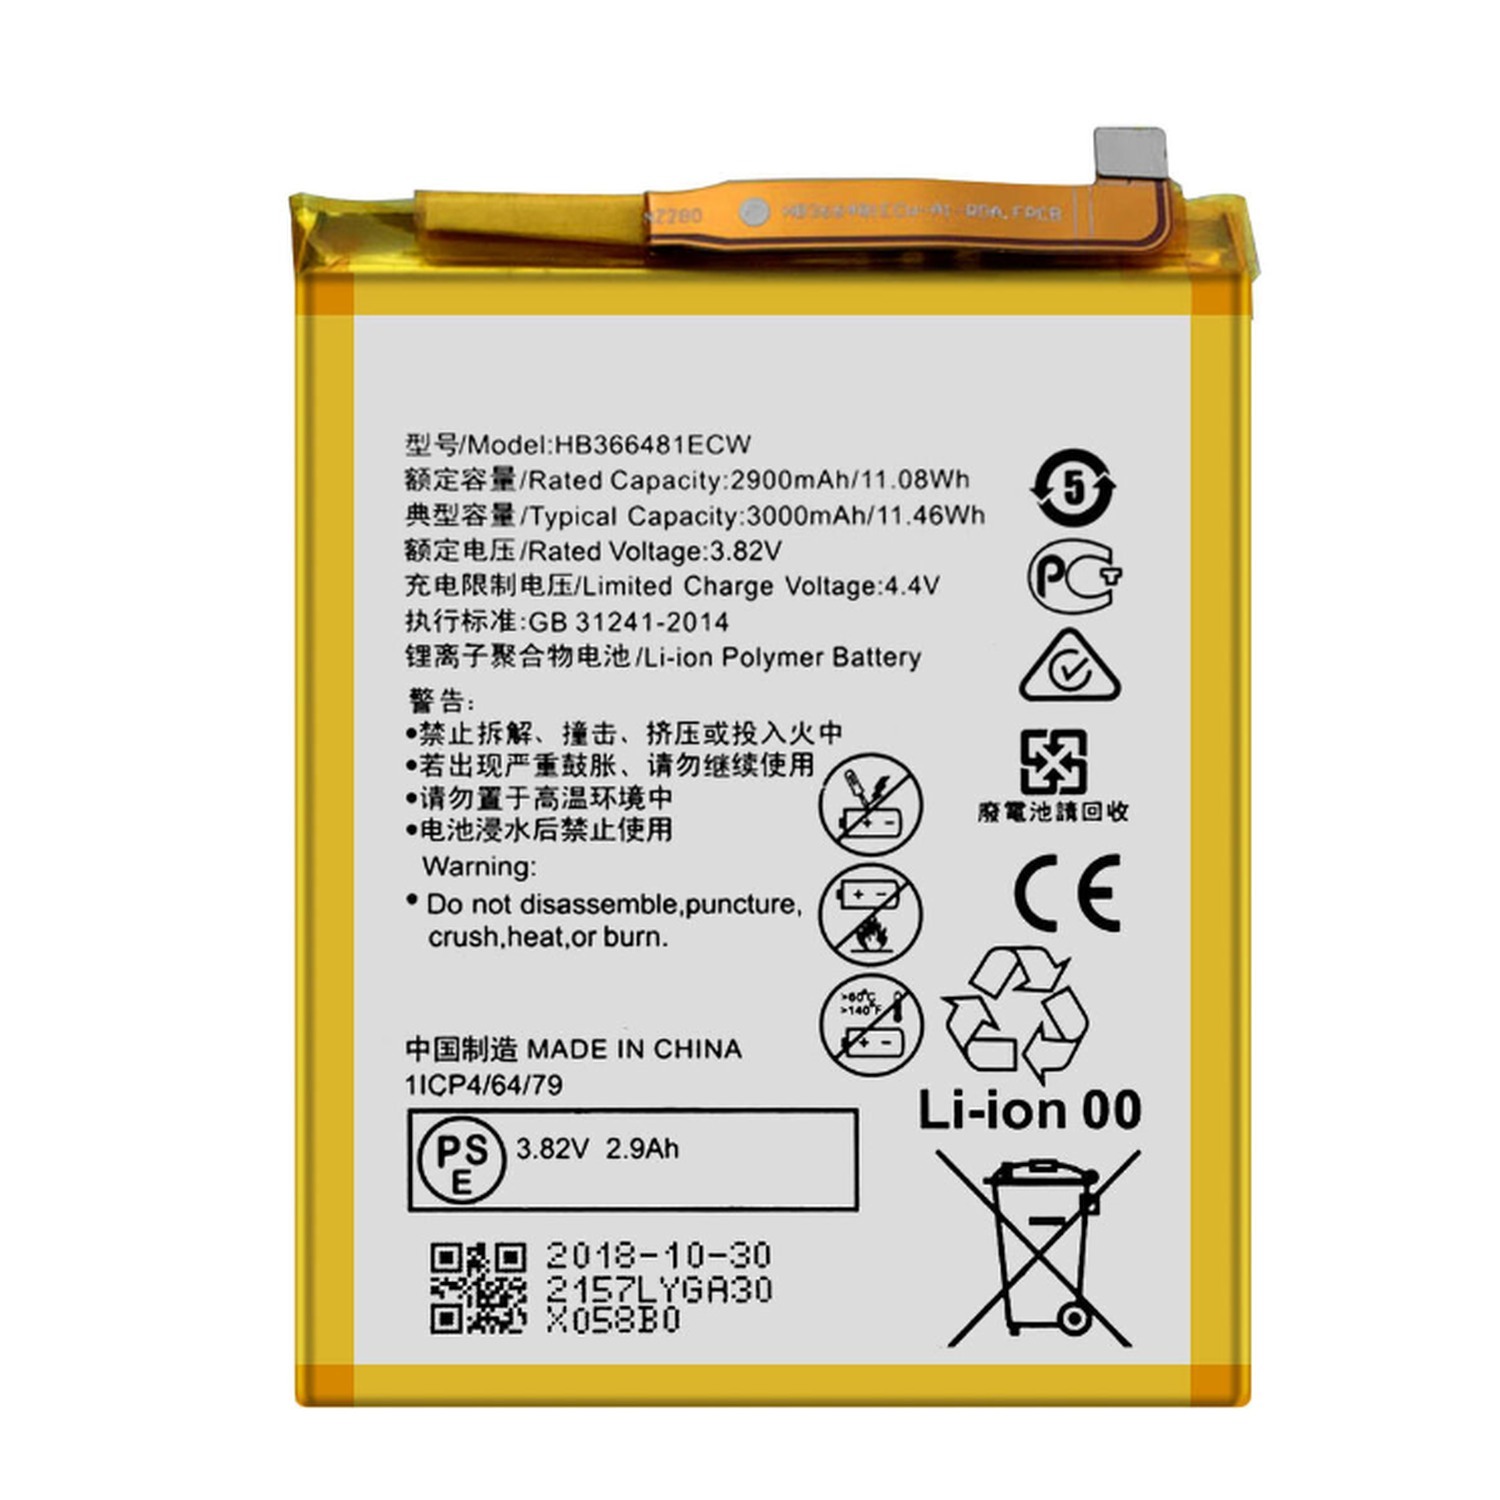 型号/Model:HB366481ECW
额定容量/Rated Capacity:2900mAh/11.08Wh
典型容量/Typical Capacity:3000mAh/11.46Wh
额定电压/Rated Voltage:3.82V
充电限制电压/Limited Charge Voltage:4.4V
执行标准:GB 31241-2014
锂离子聚合物电池/Li-ion Polymer Battery
警告:
•禁止拆解、撞击、挤压或投入火中
•若出现严重鼓胀、请勿继续使用
•请勿置于高温环境中
•电池浸水后禁止使用
Warning:
• Do not disassemble,puncture,
crush,heat,or burn.
中国制造 MADE IN CHINA
1ICP4/64/79
PS
E
3.82V 2.9Ah
2018-10-30
2157LYGA30
X058B0
5
PCT
廢電池請回收
CE
>60°C
>140°F
Li-ion 00